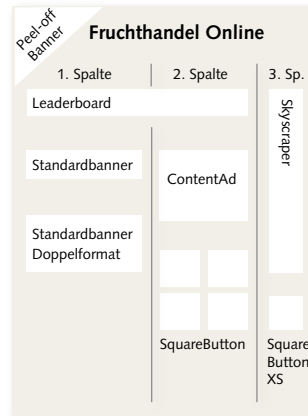 Peel-off
Banner
Fruchthandel Online
1. Spalte
2. Spalte
3. Sp.
Leaderboard
Skyscraper
Standardbanner
ContentAd
Standardbanner
Doppelformat
SquareButton
Square
Button
XS